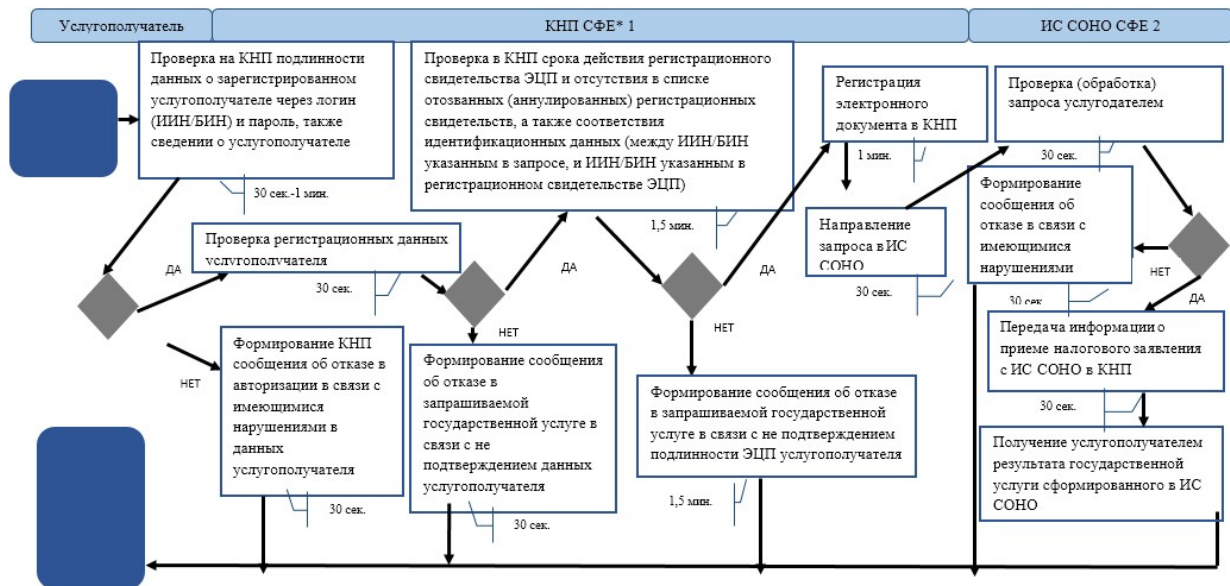 Услугополучатель
КНП СФЕ* 1
ИС СОНО СФЕ 2
Проверка на КНП подлинности
данных о зарегистрированном
услугополучателе через логин
(ИИН/БИН) и пароль, также
сведении о услугополучателе
30 сек.-1 мин.
Проверка в КНП срока действия регистрационного
свидетельства ЭЦП и отсутствия в списке
отозванных (аннулированных) регистрационных
свидетельств, а также соответствия
идентификационных данных (между ИИН/БИН
указанным в запросе, и ИИН/БИН указанным в
регистрационном свидетельстве ЭЦП)
1,5 мин.
Регистрация
электронного
документа в КНП
1 мин.
Проверка (обработка)
запроса услугодателем
30 сек.
Направление
запроса в ИС
СОНО
30 сек.
Формирование
сообщения об
отказе в связи с
имеющимися
нарушениями
30 сек.
НЕТ
ДА
Проверка регистрационных данных
услугополучателя
30 сек.
ДА
ДА
ДА
НЕТ
НЕТ
НЕТ
Формирование КНП
сообщения об отказе в
авторизации в связи с
имеющимися
нарушениями в
данных
услугополучателя
30 сек.
Формирование сообщения
об отказе в
запрашиваемой
государственной услуге в
связи с не
подтверждением данных
услугополучателя
30 сек.
Формирование сообщения об отказе
в запрашиваемой государственной
услуге в связи с не подтверждением
подлинности ЭЦП услугополучателя
1,5 мин.
Передача информации о
приеме налогового заявления
с ИС СОНО в КНП
30 сек.
Получение услугополучателем
результата государственной
услуги сформированного в ИС
СОНО